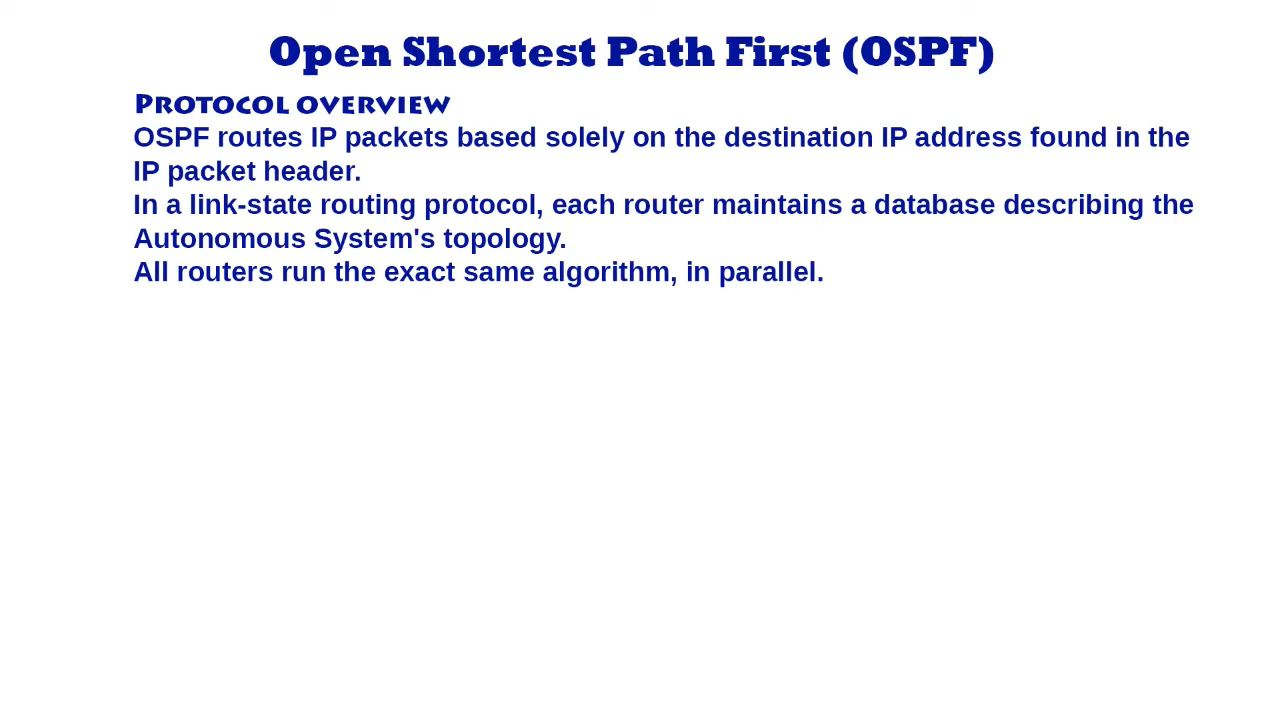 Open Shortest Path First (OSPF)
Protocol overview
OSPF routes IP packets based solely on the destination IP address found in the
IP packet header.
In a link-state routing protocol, each router maintains a database describing the
Autonomous System's topology.
All routers run the exact same algorithm, in parallel.